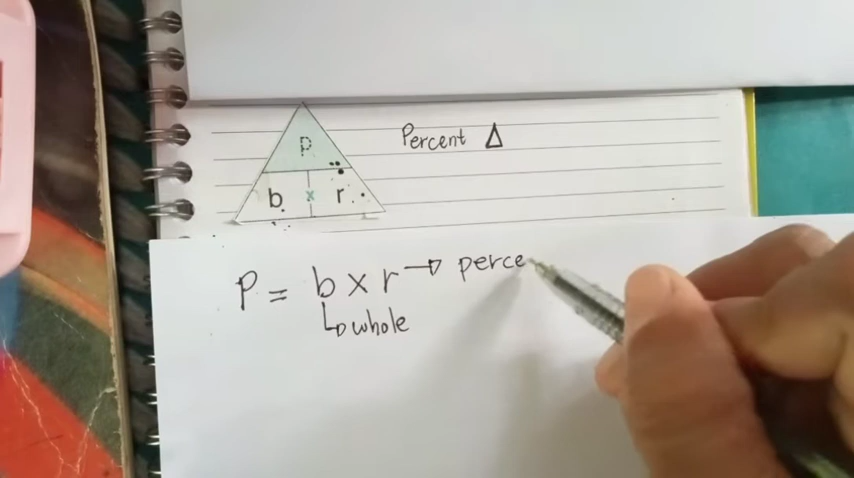 P
b x r
Percent Δ
P = b x r → perce
↳ whole